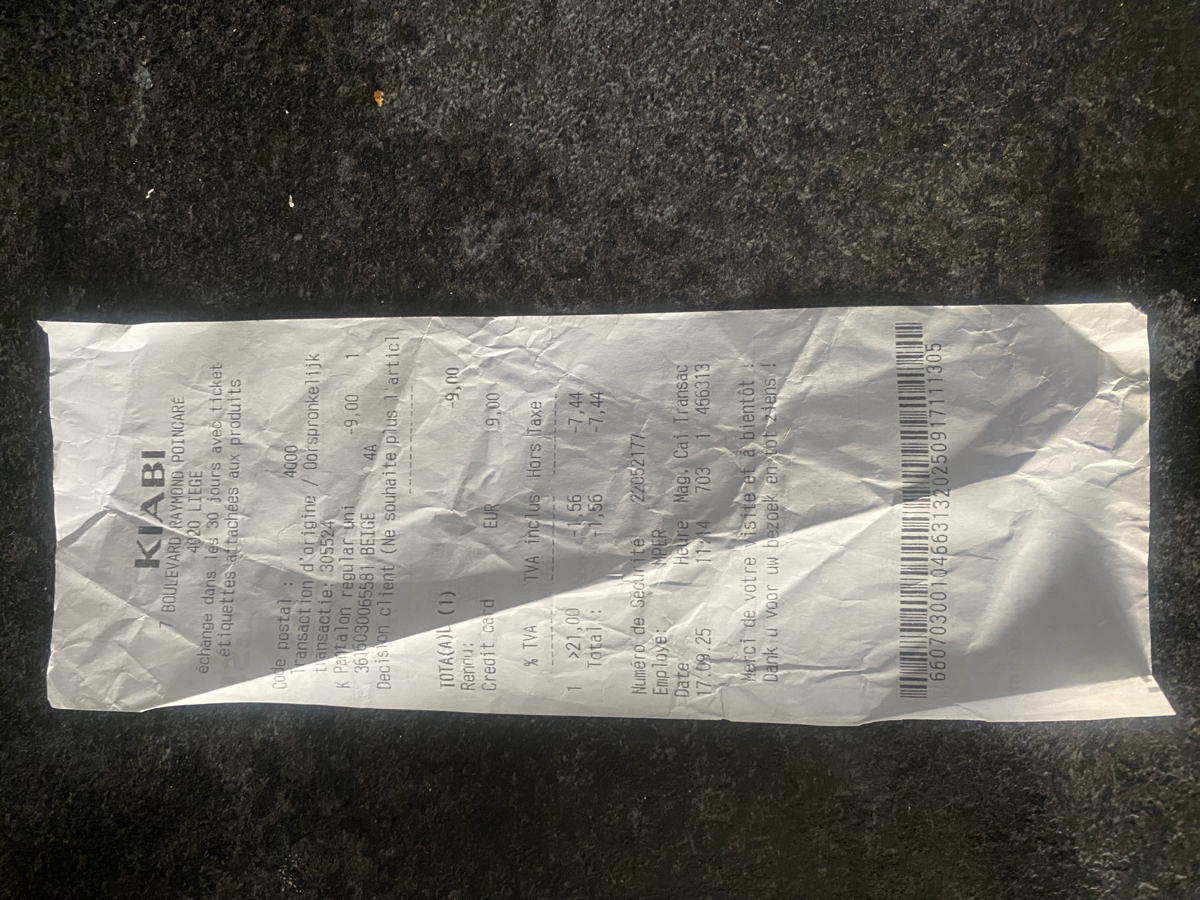 KIABI
7 BOULEVARD RAYMOND POINCARÉ
4020 LIEGE
échange dans les 30 jours avec ticket
étiquettes attachées aux produits
Code postal : 4000
Transaction d'origine / Oorspronkelijk
transactie: 305524
K Pantalon regular uni -9,00 1
3616030065581 BEIGE 4A
Decision client (Ne souhaite plus l'articl
TOTA(A)L (1) -9,00
Rendu:
Credit card EUR 9,00
% TVA TVA inclus Hors Taxe
1 >21,00 -1,56 -7,44
Total: -1,56 -7,44
Numéro de Sécurité 22052177
Employe: MPER
Date Heure Mag. Cai Transac
17.09.25 11:14 703 1 466313
Merci de votre visite et à bientôt !
Dank u voor uw bezoek en tot ziens !
6607030001046631320250917111305